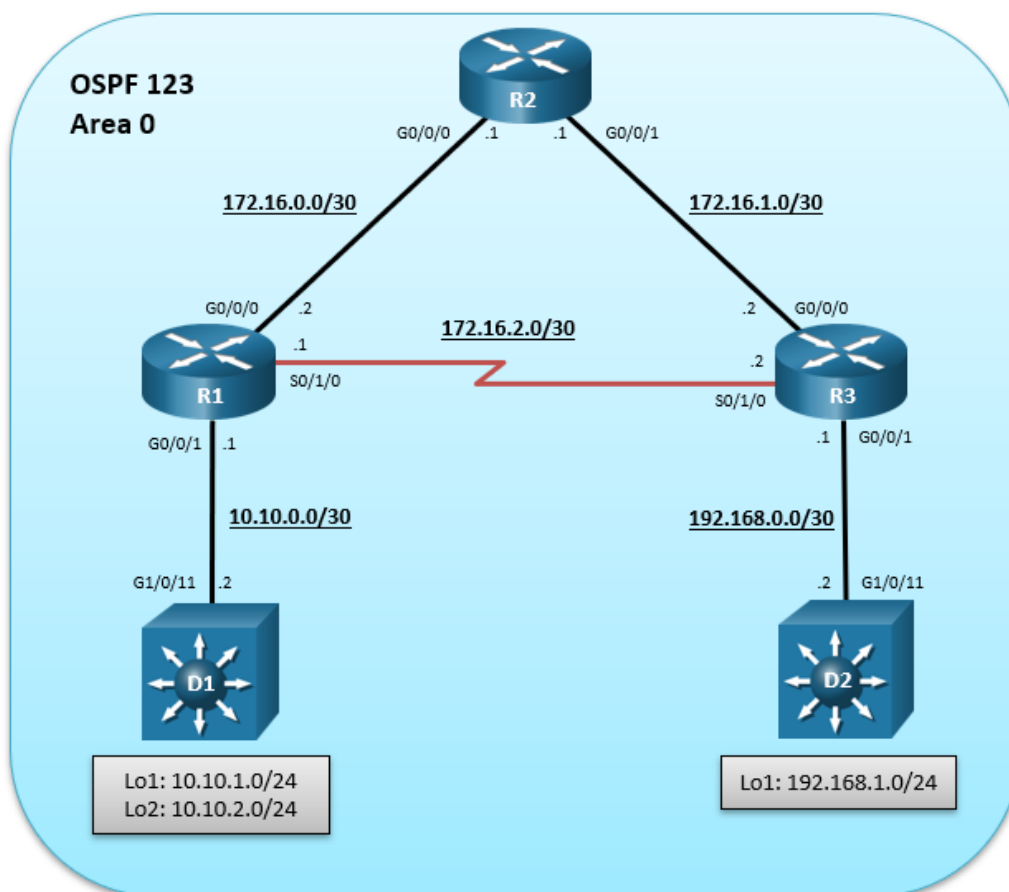 OSPF 123
Area 0
R2
G0/0/0 .1 .1 G0/0/1
172.16.0.0/30 172.16.1.0/30
G0/0/0 .2 .2 G0/0/0
172.16.2.0/30
.1 .2
R1 S0/1/0 S0/1/0 R3
G0/0/1 .1 .1 G0/0/1
10.10.0.0/30 192.168.0.0/30
G1/0/11 .2 .2 G1/0/11
D1 D2
Lo1: 10.10.1.0/24
Lo2: 10.10.2.0/24
Lo1: 192.168.1.0/24